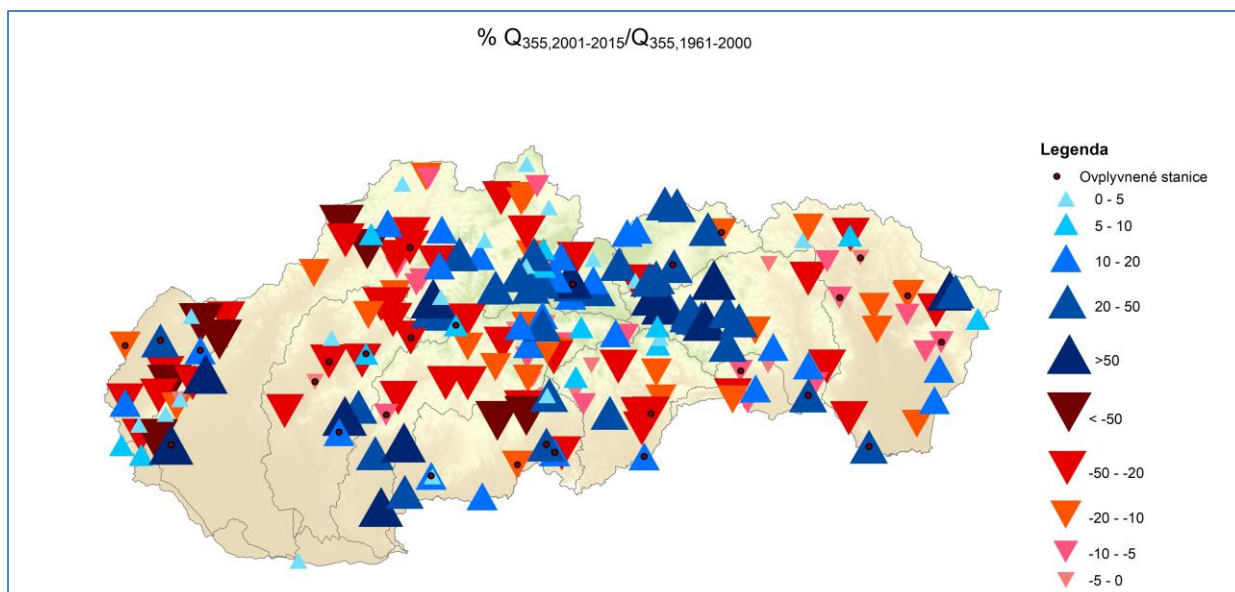 % Q355,2001-2015/Q355,1961-2000
Legenda
Ovplyvnené stanice
0 - 5
5 - 10
10 - 20
20 - 50
>50
< -50
-50 - -20
-20 - -10
-10 - -5
-5 - 0